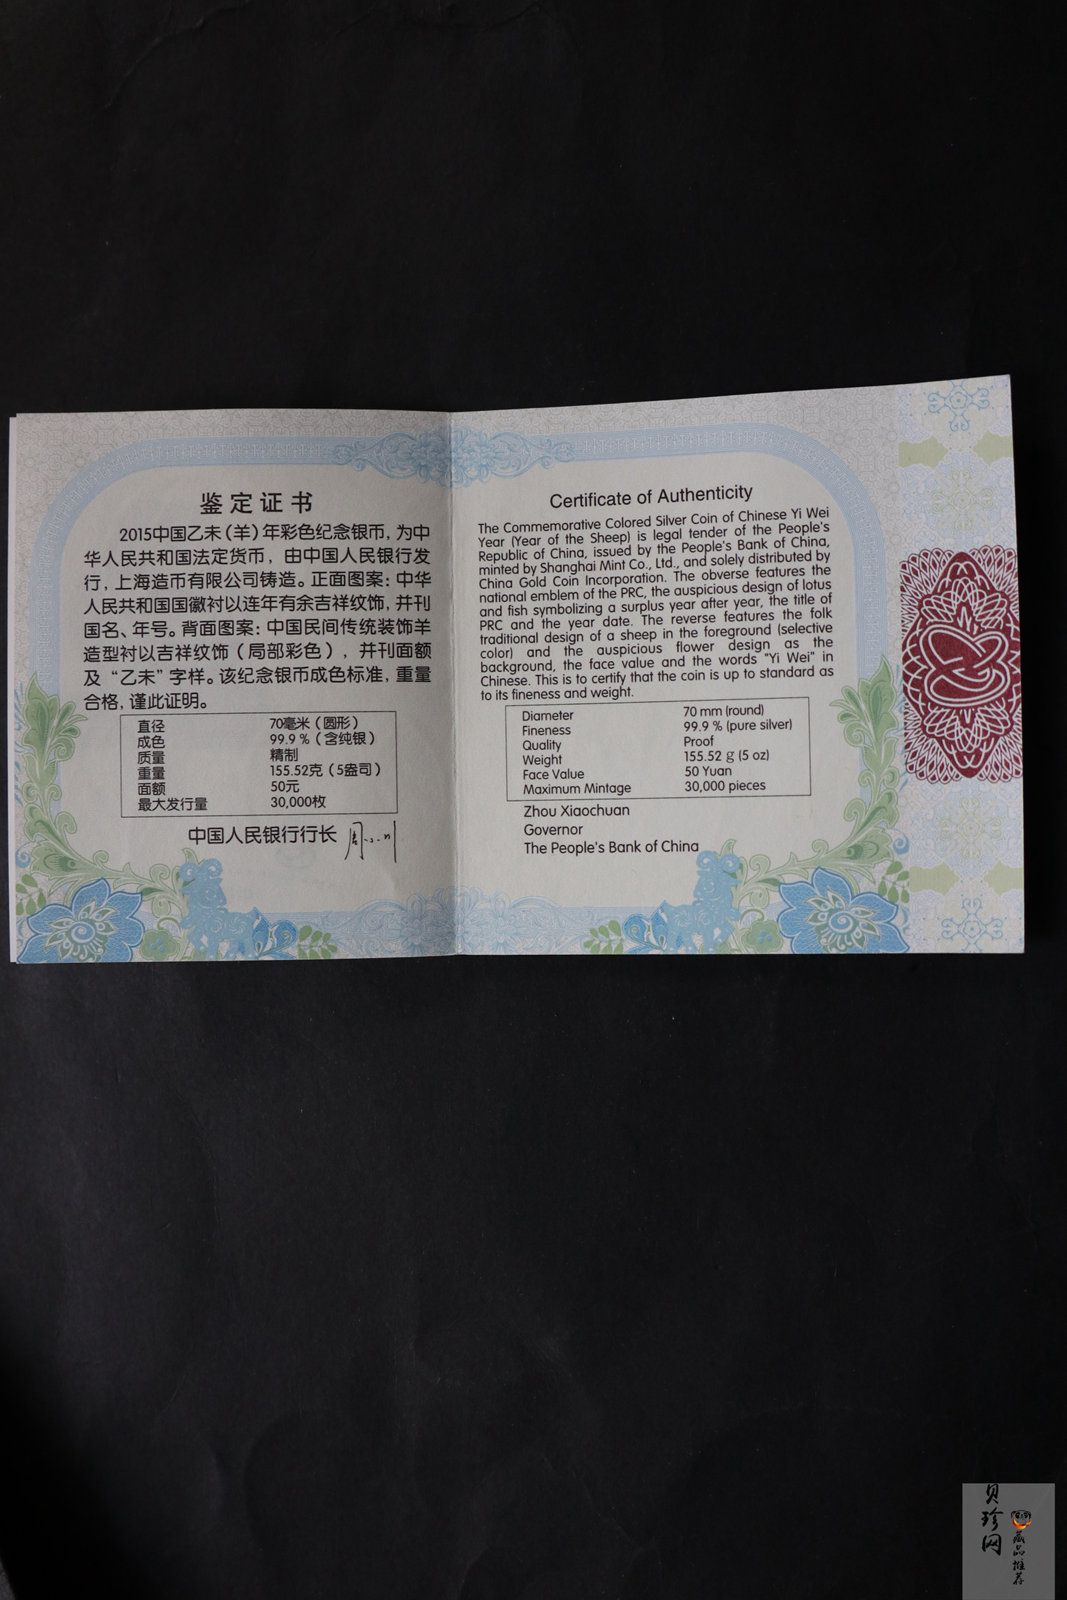 鉴定证书
2015中国乙未（羊）年彩色纪念银币，为中
华人民共和国法定货币，由中国人民银行发
行，上海造币有限公司铸造。正面图案：中华
人民共和国国徽衬以连年有余吉祥纹饰，并刊
国名、年号。背面图案：中国民间传统装饰羊
造型衬以吉祥纹饰（局部彩色），并刊面额
及“乙未”字样。该纪念银币成色标准，重量
合格，谨此证明。
直径 70毫米（圆形）
成色 99.9％（含纯银）
质量 精制
重量 155.52克（5盎司）
面额 50元
最大发行量 30,000枚
中国人民银行行长 周小川
Certificate of Authenticity
The Commemorative Colored Silver Coin of Chinese Yi Wei
Year (Year of the Sheep) is legal tender of the People's
Republic of China, issued by the People's Bank of China,
minted by Shanghai Mint Co., Ltd., and solely distributed by
China Gold Coin Incorporation. The obverse features the
national emblem of the PRC, the auspicious design of lotus
and fish symbolizing a surplus year after year, the title of
PRC and the year date. The reverse features the folk
traditional design of a sheep in the foreground (selective
color) and the auspicious flower design as the
background, the face value and the words "Yi Wei" in
Chinese. This is to certify that the coin is up to standard as
to its fineness and weight.
Diameter 70 mm (round)
Fineness 99.9 % (pure silver)
Quality Proof
Weight 155.52 g (5 oz)
Face Value 50 Yuan
Maximum Mintage 30,000 pieces
Zhou Xiaochuan
Governor
The People's Bank of China
贝珍网
藏品推荐